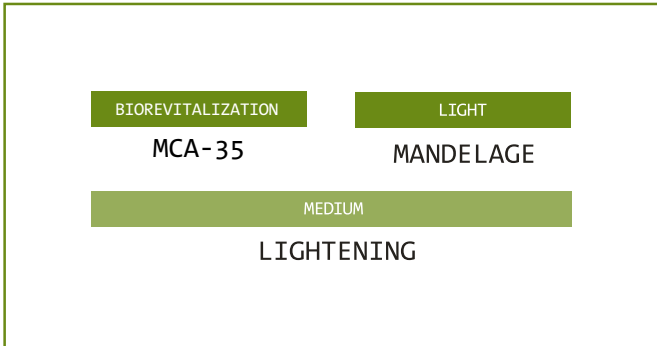 BIOREVITALIZATION
LIGHT
MCA-35
MANDELAGE
MEDIUM
LIGHTENING